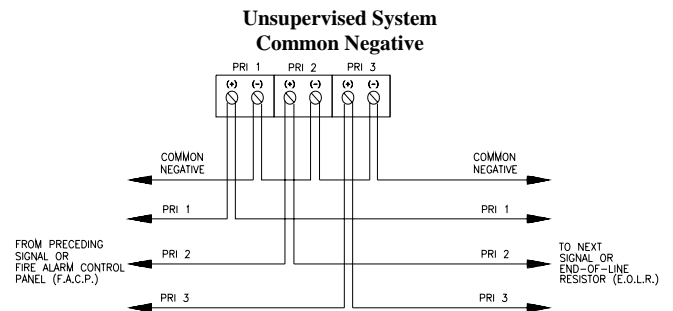 Unsupervised System
Common Negative
PRI 1 PRI 2 PRI 3
(+) (-) (+) (-) (+) (-)
COMMON
NEGATIVE
COMMON
NEGATIVE
PRI 1
PRI 1
FROM PRECEDING
SIGNAL OR
FIRE ALARM CONTROL
PANEL (F.A.C.P.)
PRI 2
PRI 2
TO NEXT
SIGNAL OR
END-OF-LINE
RESISTOR (E.O.L.R.)
PRI 3
PRI 3